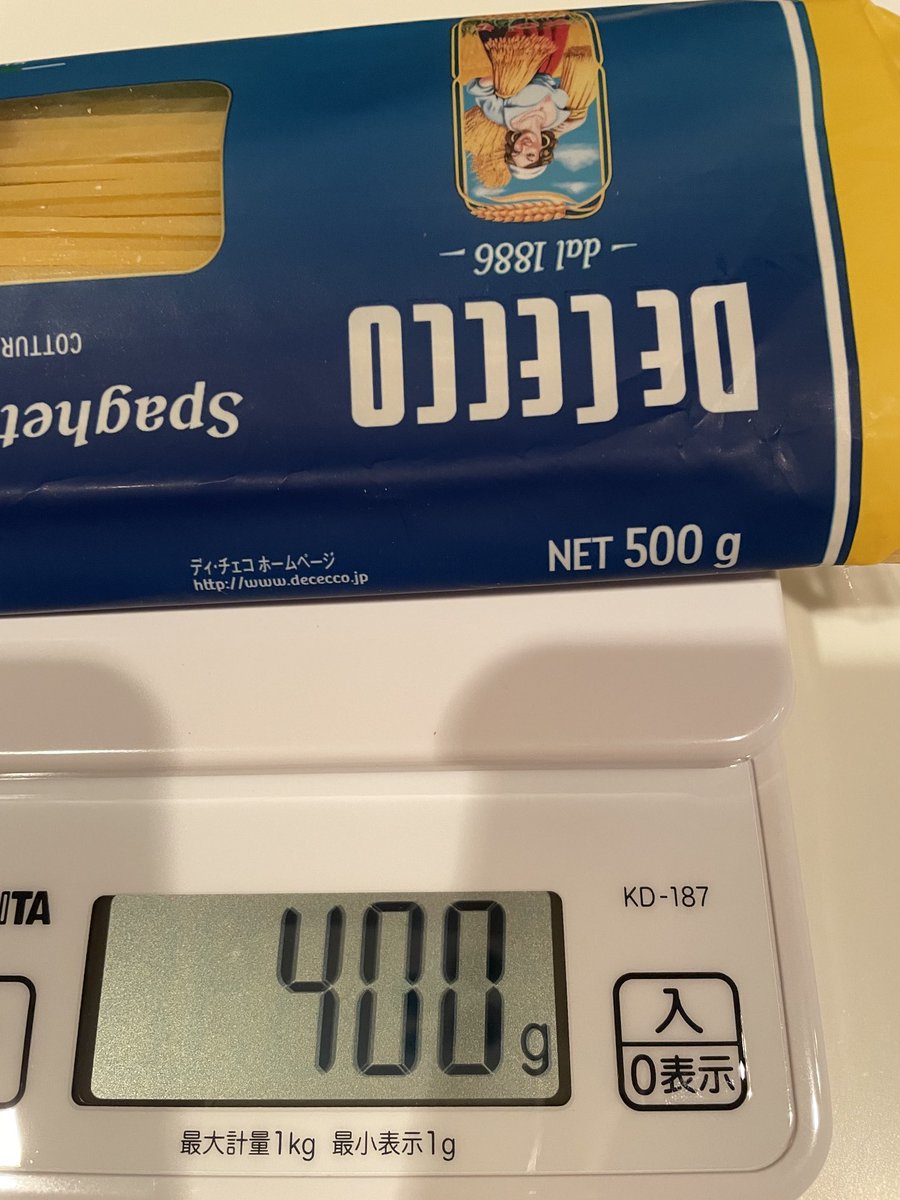 dal 1886
DE CECCO
COTTUR
Spaghet
NET 500 g
ディ・チェコ ホームページ
http://www.dececco.jp
ITA
KD-187
400g
入
0表示
最大計量1kg 最小表示1g